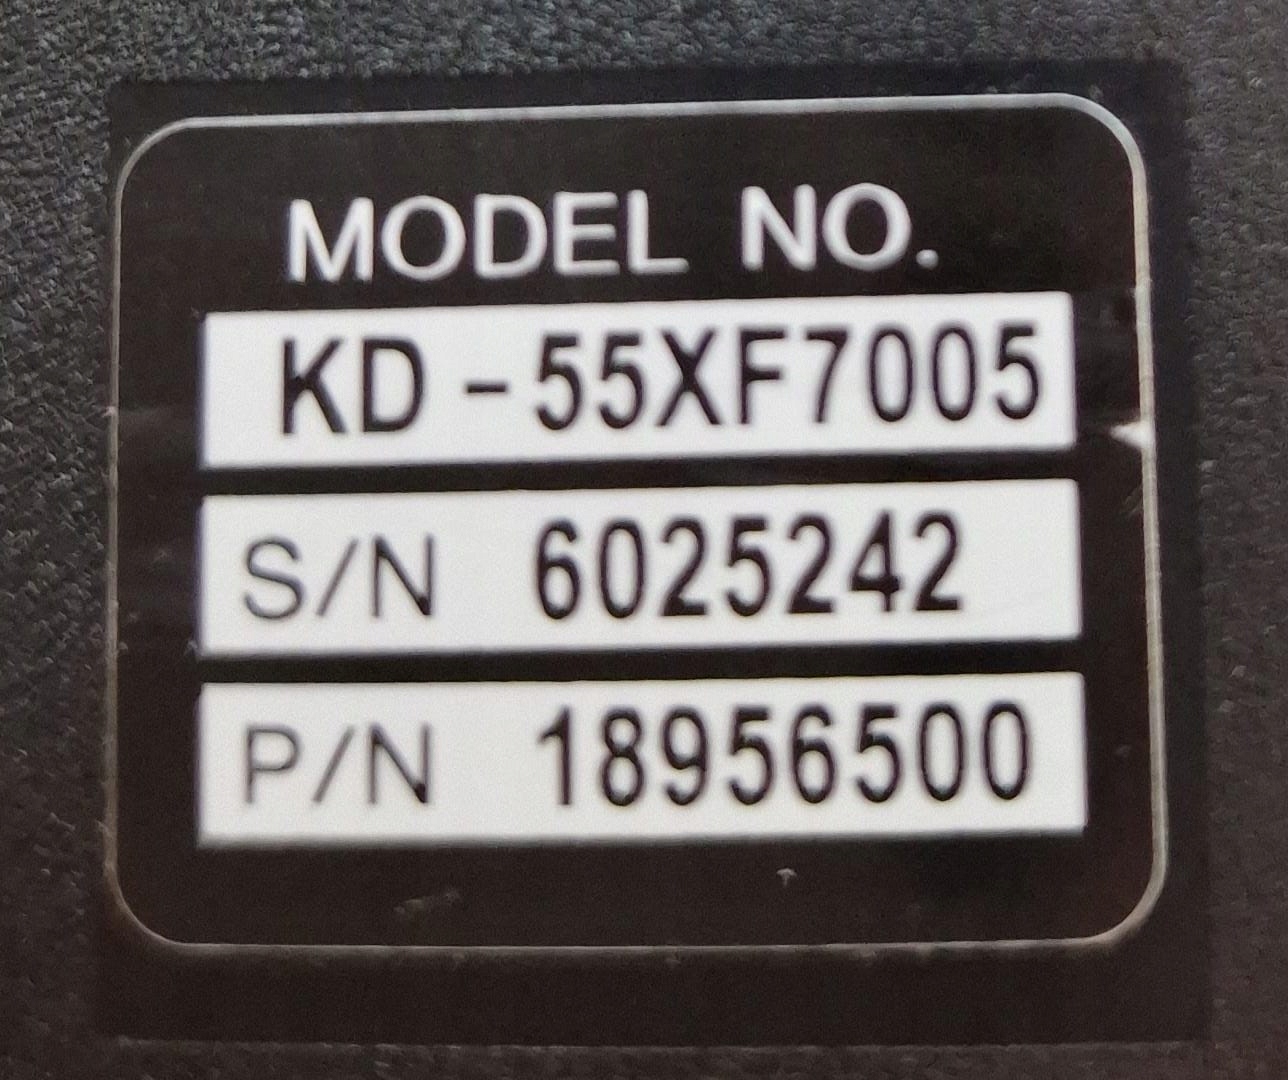 MODEL NO.
KD-55XF7005
S/N 6025242
P/N 18956500